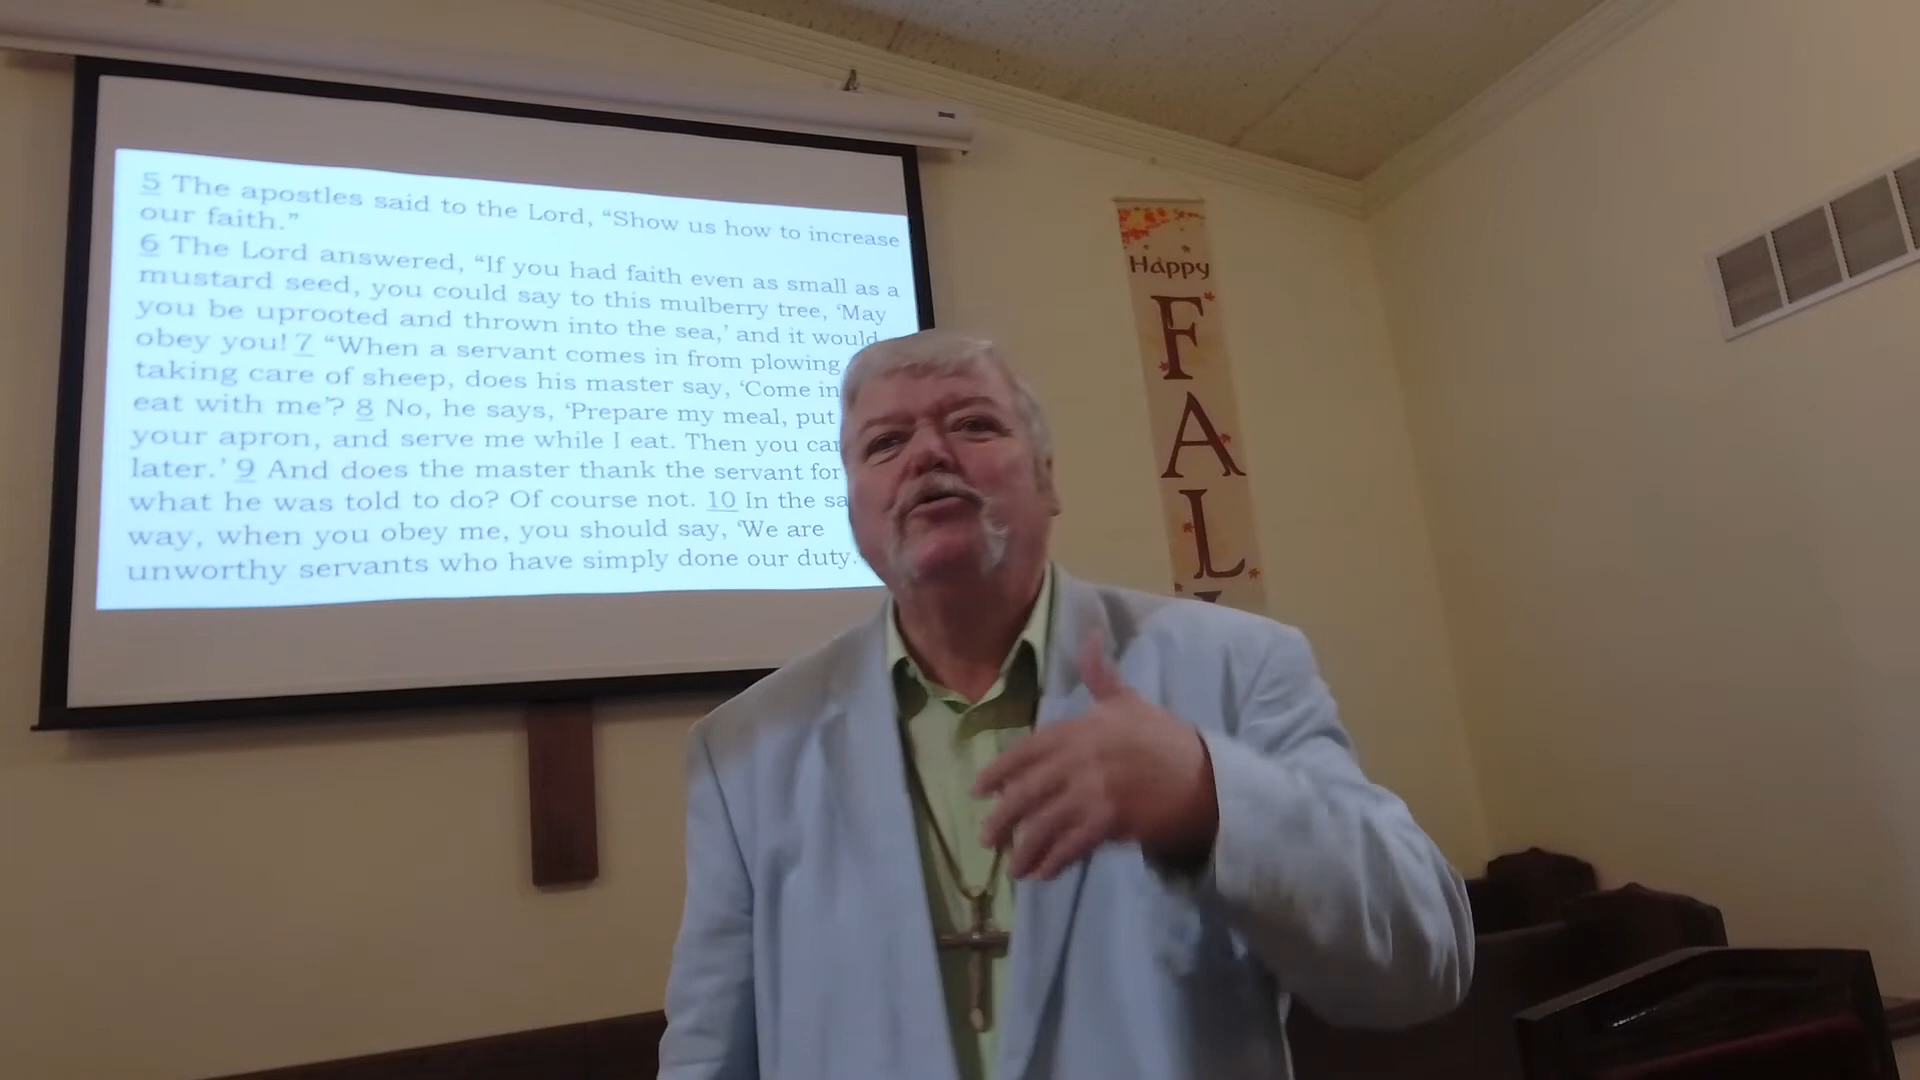 5 The apostles said to the Lord, “Show us how to increase
our faith.”
6 The Lord answered, “If you had faith even as small as a
mustard seed, you could say to this mulberry tree, ‘May
you be uprooted and thrown into the sea,’ and it would
obey you! 7 “When a servant comes in from plowing
taking care of sheep, does his master say, ‘Come in
eat with me’? 8 No, he says, ‘Prepare my meal, put
your apron, and serve me while I eat. Then you can
later.’ 9 And does the master thank the servant for
what he was told to do? Of course not. 10 In the
way, when you obey me, you should say, ‘We are
unworthy servants who have simply done our duty.’
Happy
FALL